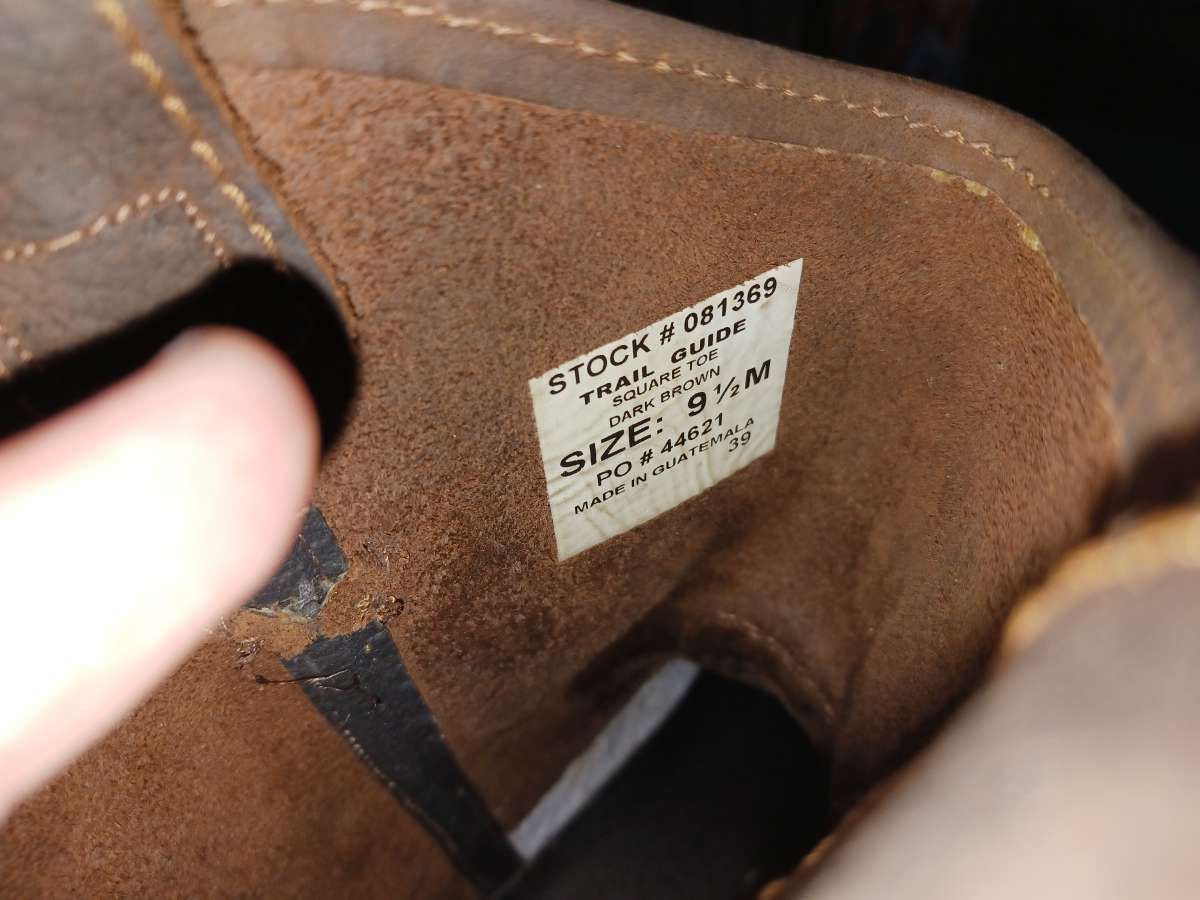 STOCK # 081369
TRAIL GUIDE
SQUARE TOE
DARK BROWN
SIZE: 9 ½ M
PO # 44621
MADE IN GUATEMALA
39